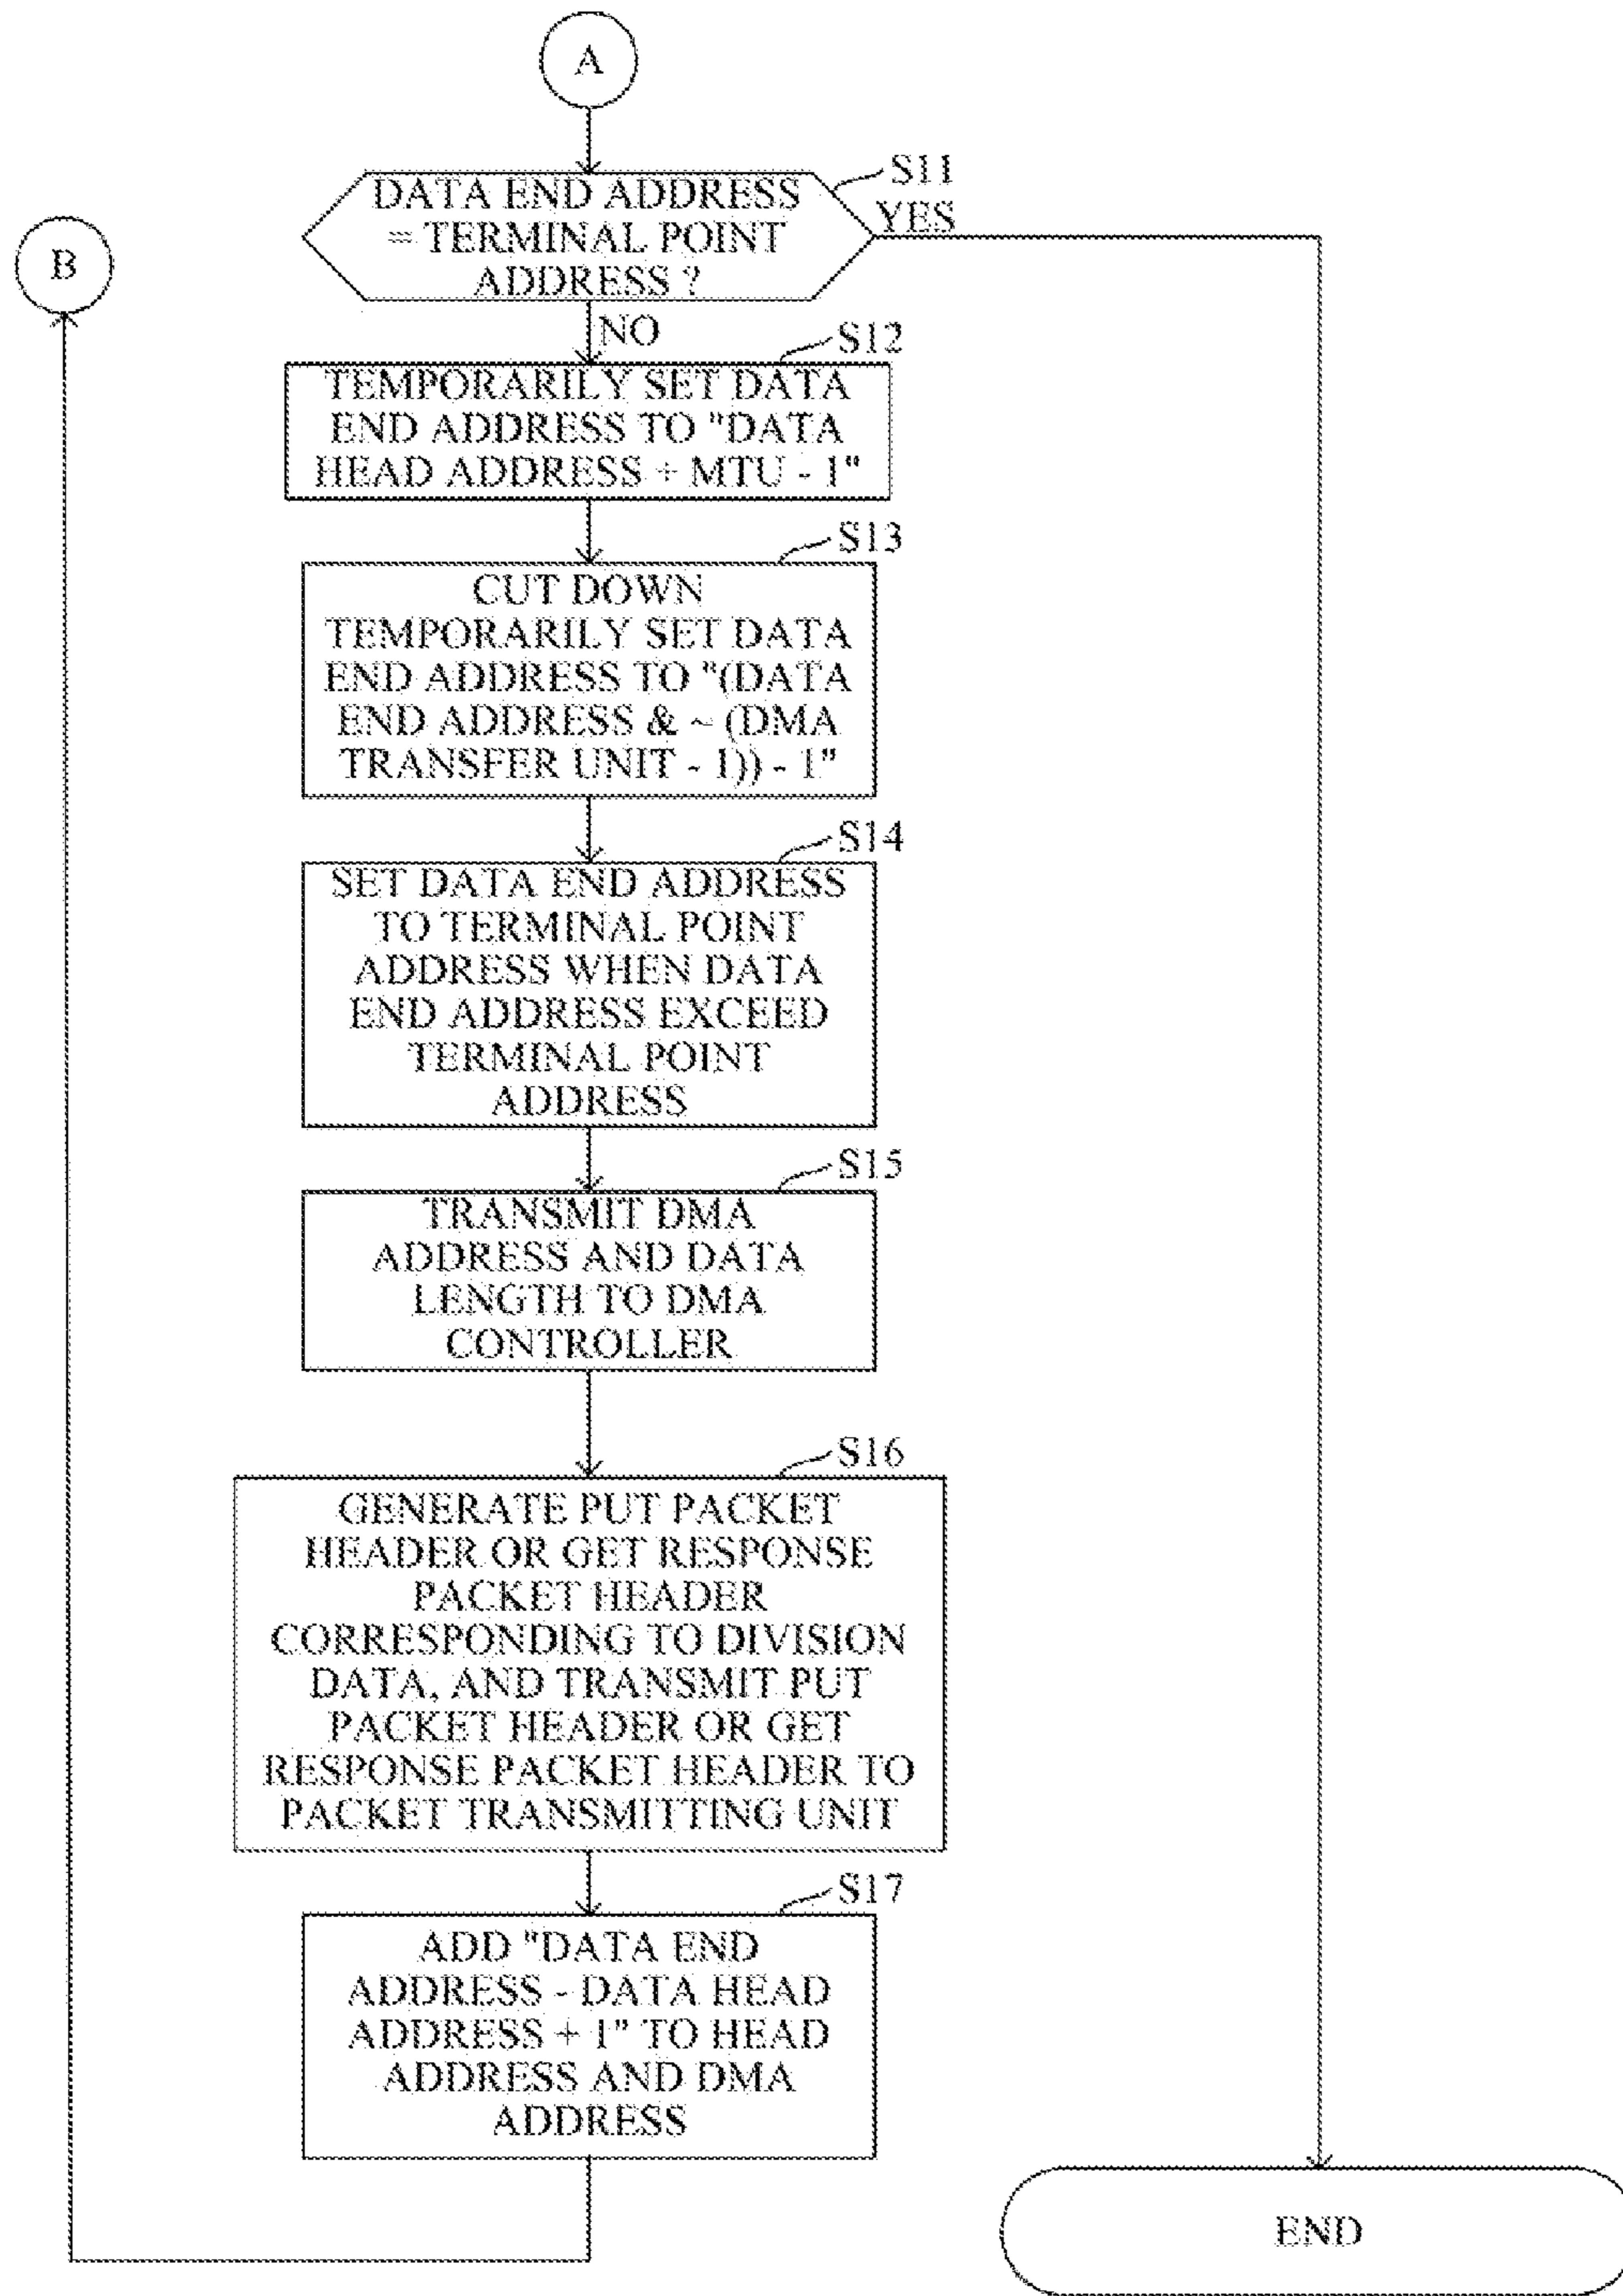 A
S11
DATA END ADDRESS
= TERMINAL POINT
ADDRESS ?
YES
B
NO
S12
TEMPORARILY SET DATA
END ADDRESS TO "DATA
HEAD ADDRESS + MTU - 1"
S13
CUT DOWN
TEMPORARILY SET DATA
END ADDRESS TO "(DATA
END ADDRESS & ~ (DMA
TRANSFER UNIT - 1)) - 1"
S14
SET DATA END ADDRESS
TO TERMINAL POINT
ADDRESS WHEN DATA
END ADDRESS EXCEED
TERMINAL POINT
ADDRESS
S15
TRANSMIT DMA
ADDRESS AND DATA
LENGTH TO DMA
CONTROLLER
S16
GENERATE PUT PACKET
HEADER OR GET RESPONSE
PACKET HEADER
CORRESPONDING TO DIVISION
DATA, AND TRANSMIT PUT
PACKET HEADER OR GET
RESPONSE PACKET HEADER TO
PACKET TRANSMITTING UNIT
S17
ADD "DATA END
ADDRESS - DATA HEAD
ADDRESS + 1" TO HEAD
ADDRESS AND DMA
ADDRESS
END